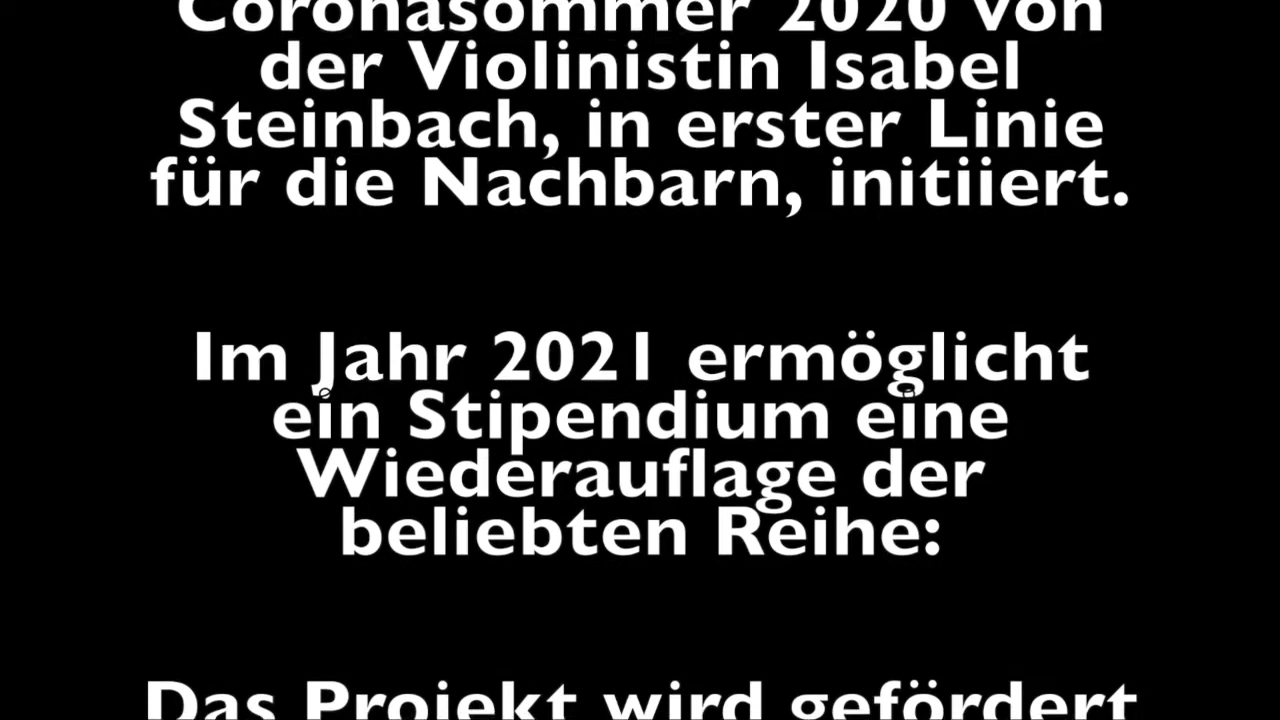 Coronasommer 2020 von
der Violinistin Isabel
Steinbach, in erster Linie
für die Nachbarn, initiiert.
Im Jahr 2021 ermöglicht
ein Stipendium eine
Wiederauflage der
beliebten Reihe:
Das Projekt wird gefördert